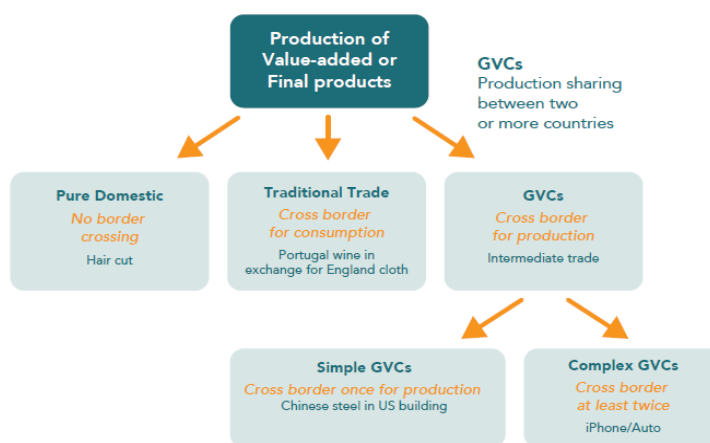 Production of
Value-added or
Final products
GVCs
Production sharing
between two
or more countries
Pure Domestic
No border
crossing
Hair cut
Traditional Trade
Cross border
for consumption
Portugal wine in
exchange for England cloth
GVCs
Cross border
for production
Intermediate trade
Simple GVCs
Cross border once for production
Chinese steel in US building
Complex GVCs
Cross border
at least twice
iPhone/Auto